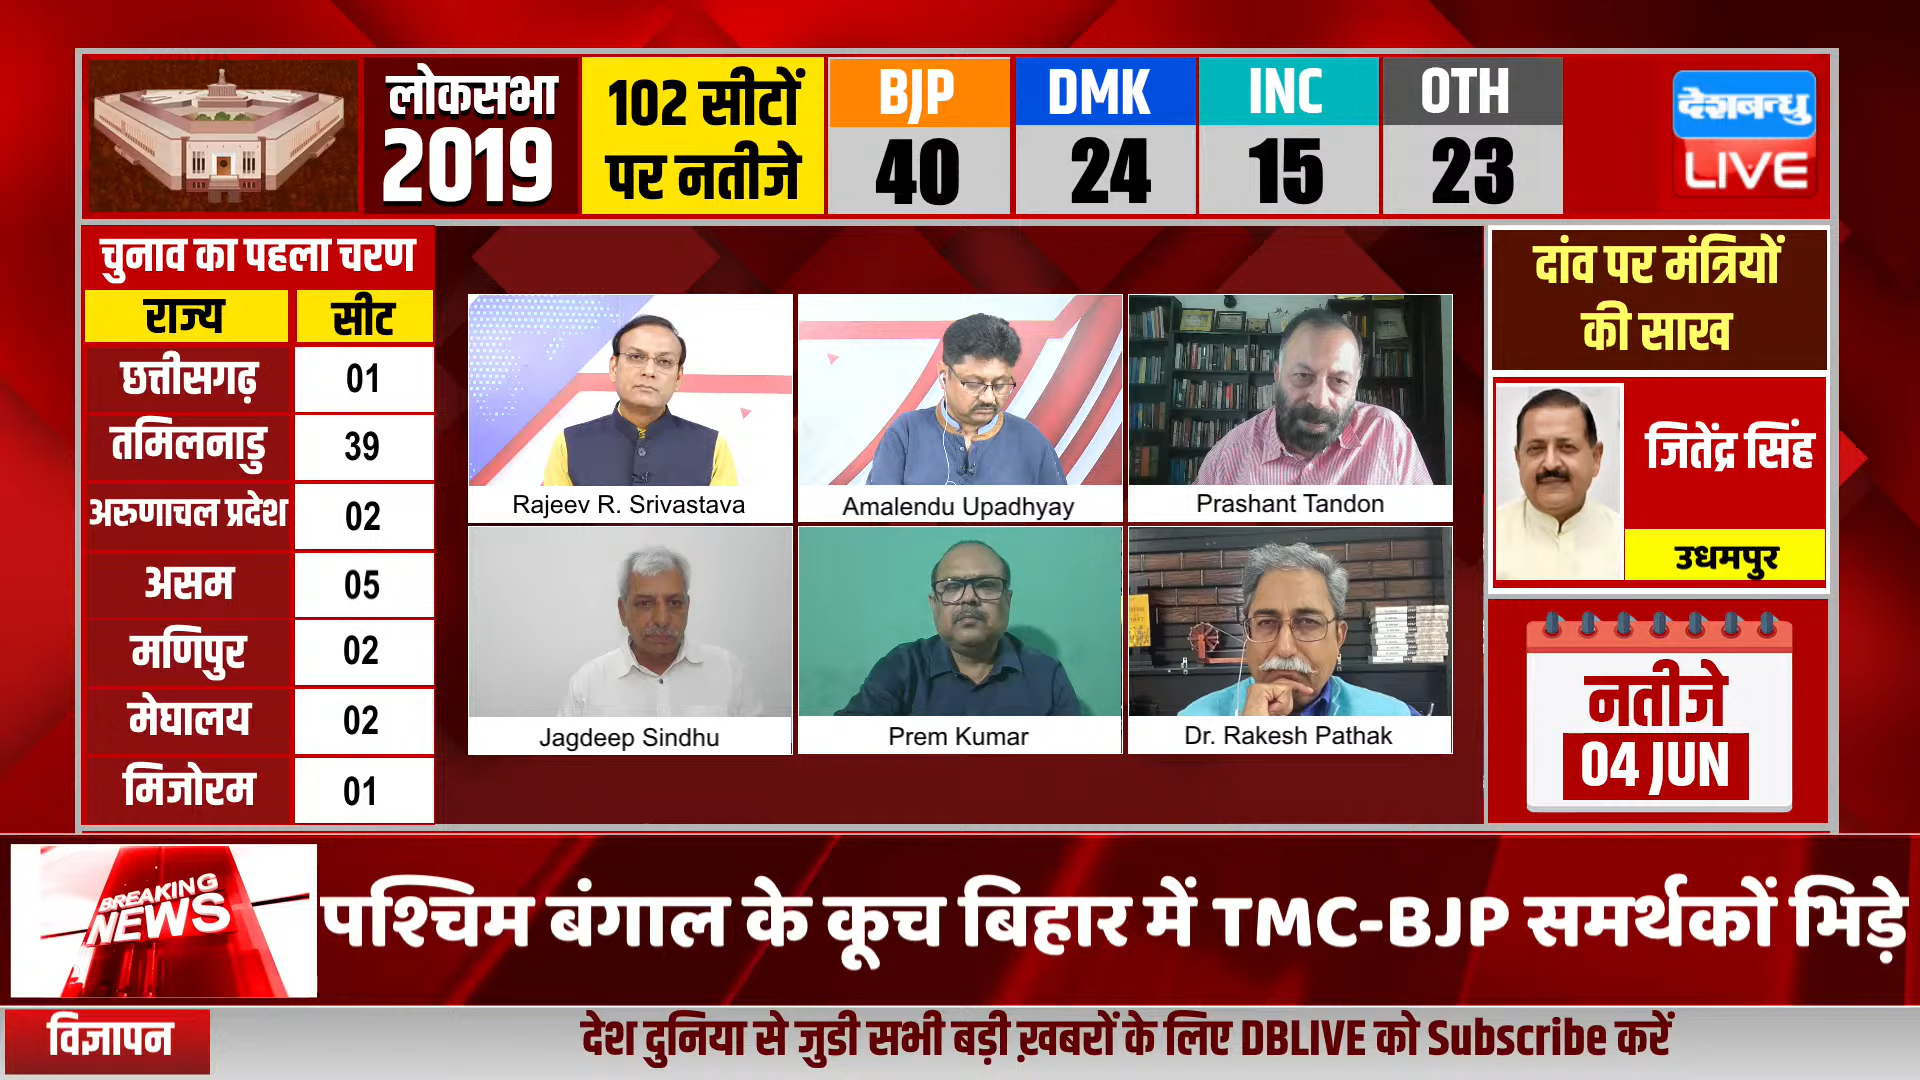 लोकसभा
2019
102 सीटों
पर नतीजे
BJP
40
DMK
24
INC
15
OTH
23
देशबन्धु
LIVE
चुनाव का पहला चरण
राज्य सीट
छत्तीसगढ़ 01
तमिलनाडु 39
अरुणाचल प्रदेश 02
असम 05
मणिपुर 02
मेघालय 02
मिजोरम 01
Rajeev R. Srivastava
Amalendu Upadhyay
Prashant Tandon
Jagdeep Sindhu
Prem Kumar
Dr. Rakesh Pathak
दांव पर मंत्रियों
की साख
जितेंद्र सिंह
उधमपुर
नतीजे
04 JUN
BREAKING
NEWS
पश्चिम बंगाल के कूच बिहार में TMC-BJP समर्थकों भिड़े
विज्ञापन
देश दुनिया से जुडी सभी बड़ी ख़बरों के लिए DBLIVE को Subscribe करें